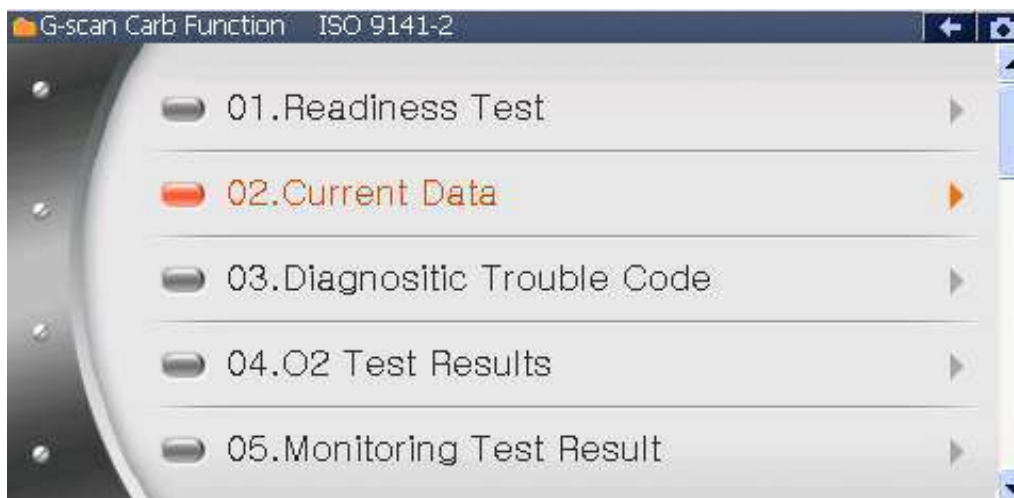 G-scan Carb Function ISO 9141-2
01.Readiness Test
02.Current Data
03.Diagnositic Trouble Code
04.O2 Test Results
05.Monitoring Test Result